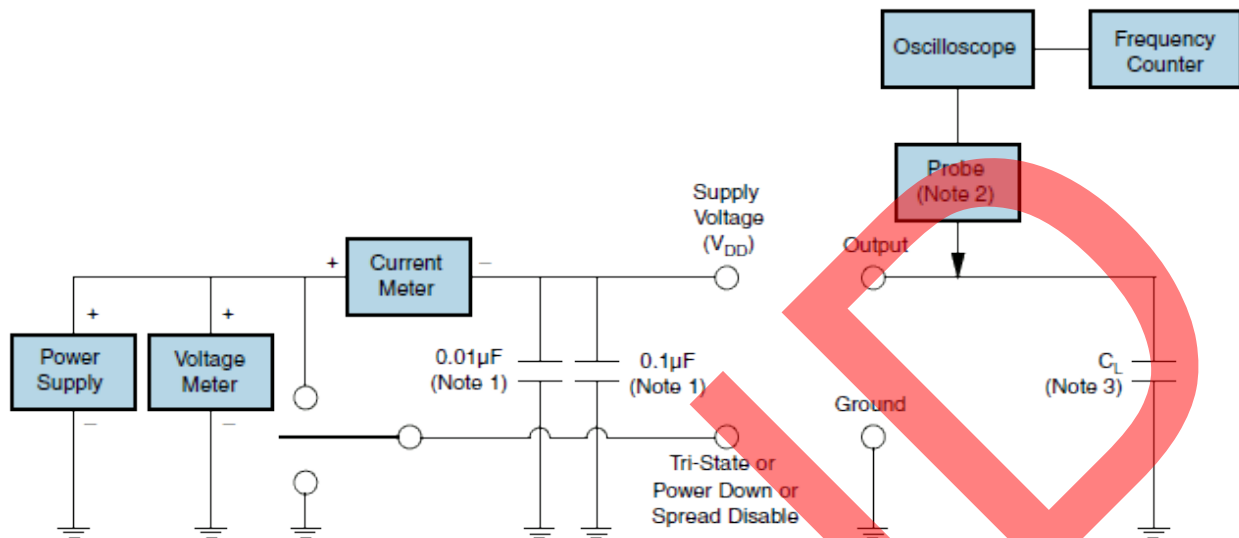 Oscilloscope
Frequency
Counter
Probe
(Note 2)
Supply
Voltage
(VDD)
Output
+
Current
Meter
–
+
Power
Supply
–
+
Voltage
Meter
–
0.01µF
(Note 1)
0.1µF
(Note 1)
CL
(Note 3)
Ground
Tri-State or
Power Down or
Spread Disable